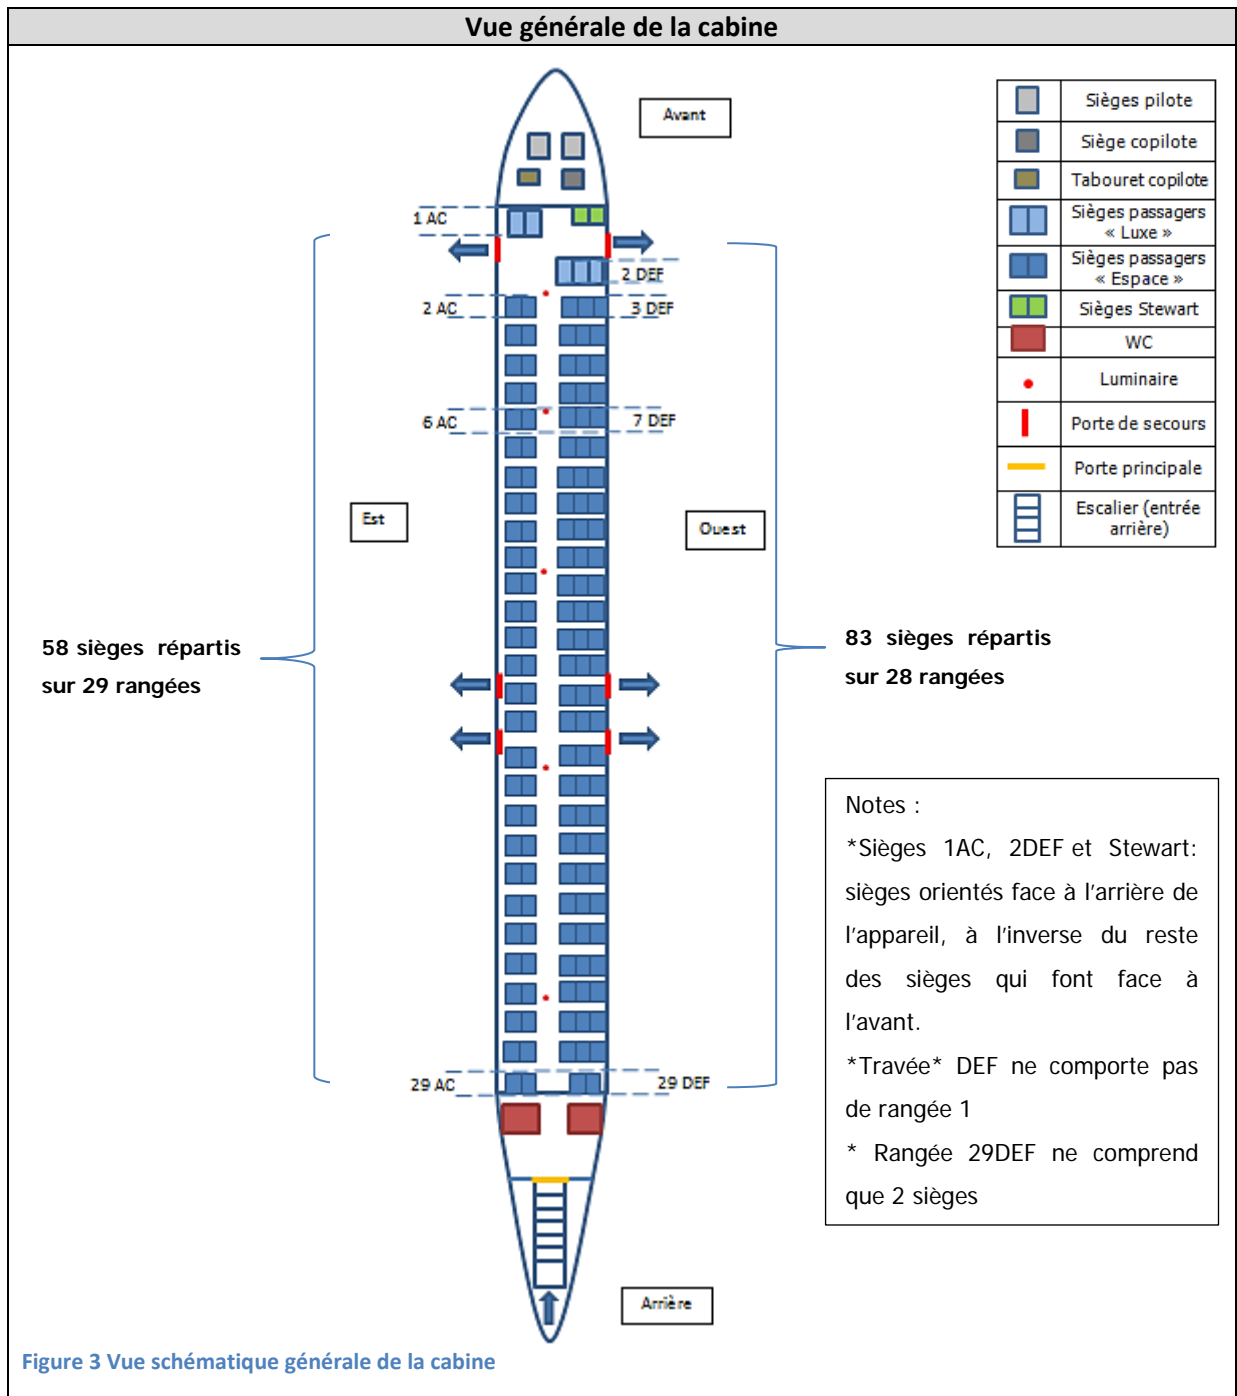 Vue générale de la cabine
Avant
Sièges pilote
Siège copilote
Tabouret copilote
Sièges passagers
« Luxe »
Sièges passagers
« Espace »
Sièges Stewart
WC
Luminaire
Porte de secours
Porte principale
Escalier (entrée
arrière)
1 AC
2 DEF
2 AC
3 DEF
6 AC
7 DEF
Est
Ouest
58 sièges répartis
sur 29 rangées
83 sièges répartis
sur 28 rangées
Notes :
*Sièges 1AC, 2DEF et Stewart:
sièges orientés face à l'arrière de
l'appareil, à l'inverse du reste
des sièges qui font face à
l'avant.
*Travée* DEF ne comporte pas
de rangée 1
* Rangée 29DEF ne comprend
que 2 sièges
29 AC
29 DEF
Arrière
Figure 3 Vue schématique générale de la cabine